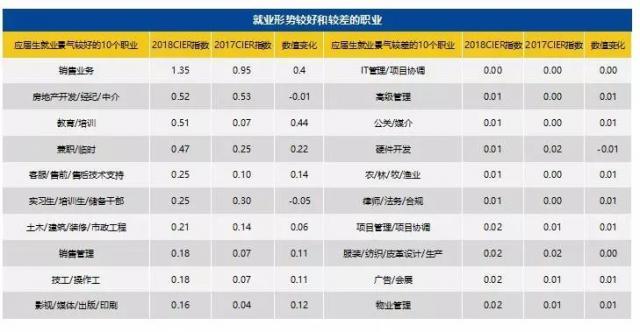 就业形势较好和较差的职业
应届生就业景气较好的10个职业 2018CIER指数 2017CIER指数 数值变化 应届生就业景气较差的10个职业 2018CIER指数 2017CIER指数 数值变化
销售业务 1.35 0.95 0.4 IT管理/项目协调 0.00 0.00 0.00
房地产开发/经纪/中介 0.52 0.53 -0.01 高级管理 0.01 0.00 0.01
教育/培训 0.51 0.07 0.44 公关/媒介 0.01 0.00 0.01
兼职/临时 0.47 0.25 0.22 硬件开发 0.01 0.02 -0.01
客服/售前/售后技术支持 0.25 0.10 0.14 农/林/牧/渔业 0.01 0.00 0.01
实习生/培训生/储备干部 0.25 0.30 -0.05 律师/法务/合规 0.01 0.00 0.01
土木/建筑/装修/市政工程 0.21 0.14 0.06 项目管理/项目协调 0.02 0.01 0.01
销售管理 0.18 0.07 0.11 服装/纺织/皮革设计/生产 0.02 0.02 0.00
技工/操作工 0.18 0.07 0.11 广告/会展 0.02 0.01 0.01
影视/媒体/出版/印刷 0.16 0.04 0.12 物业管理 0.02 0.01 0.01